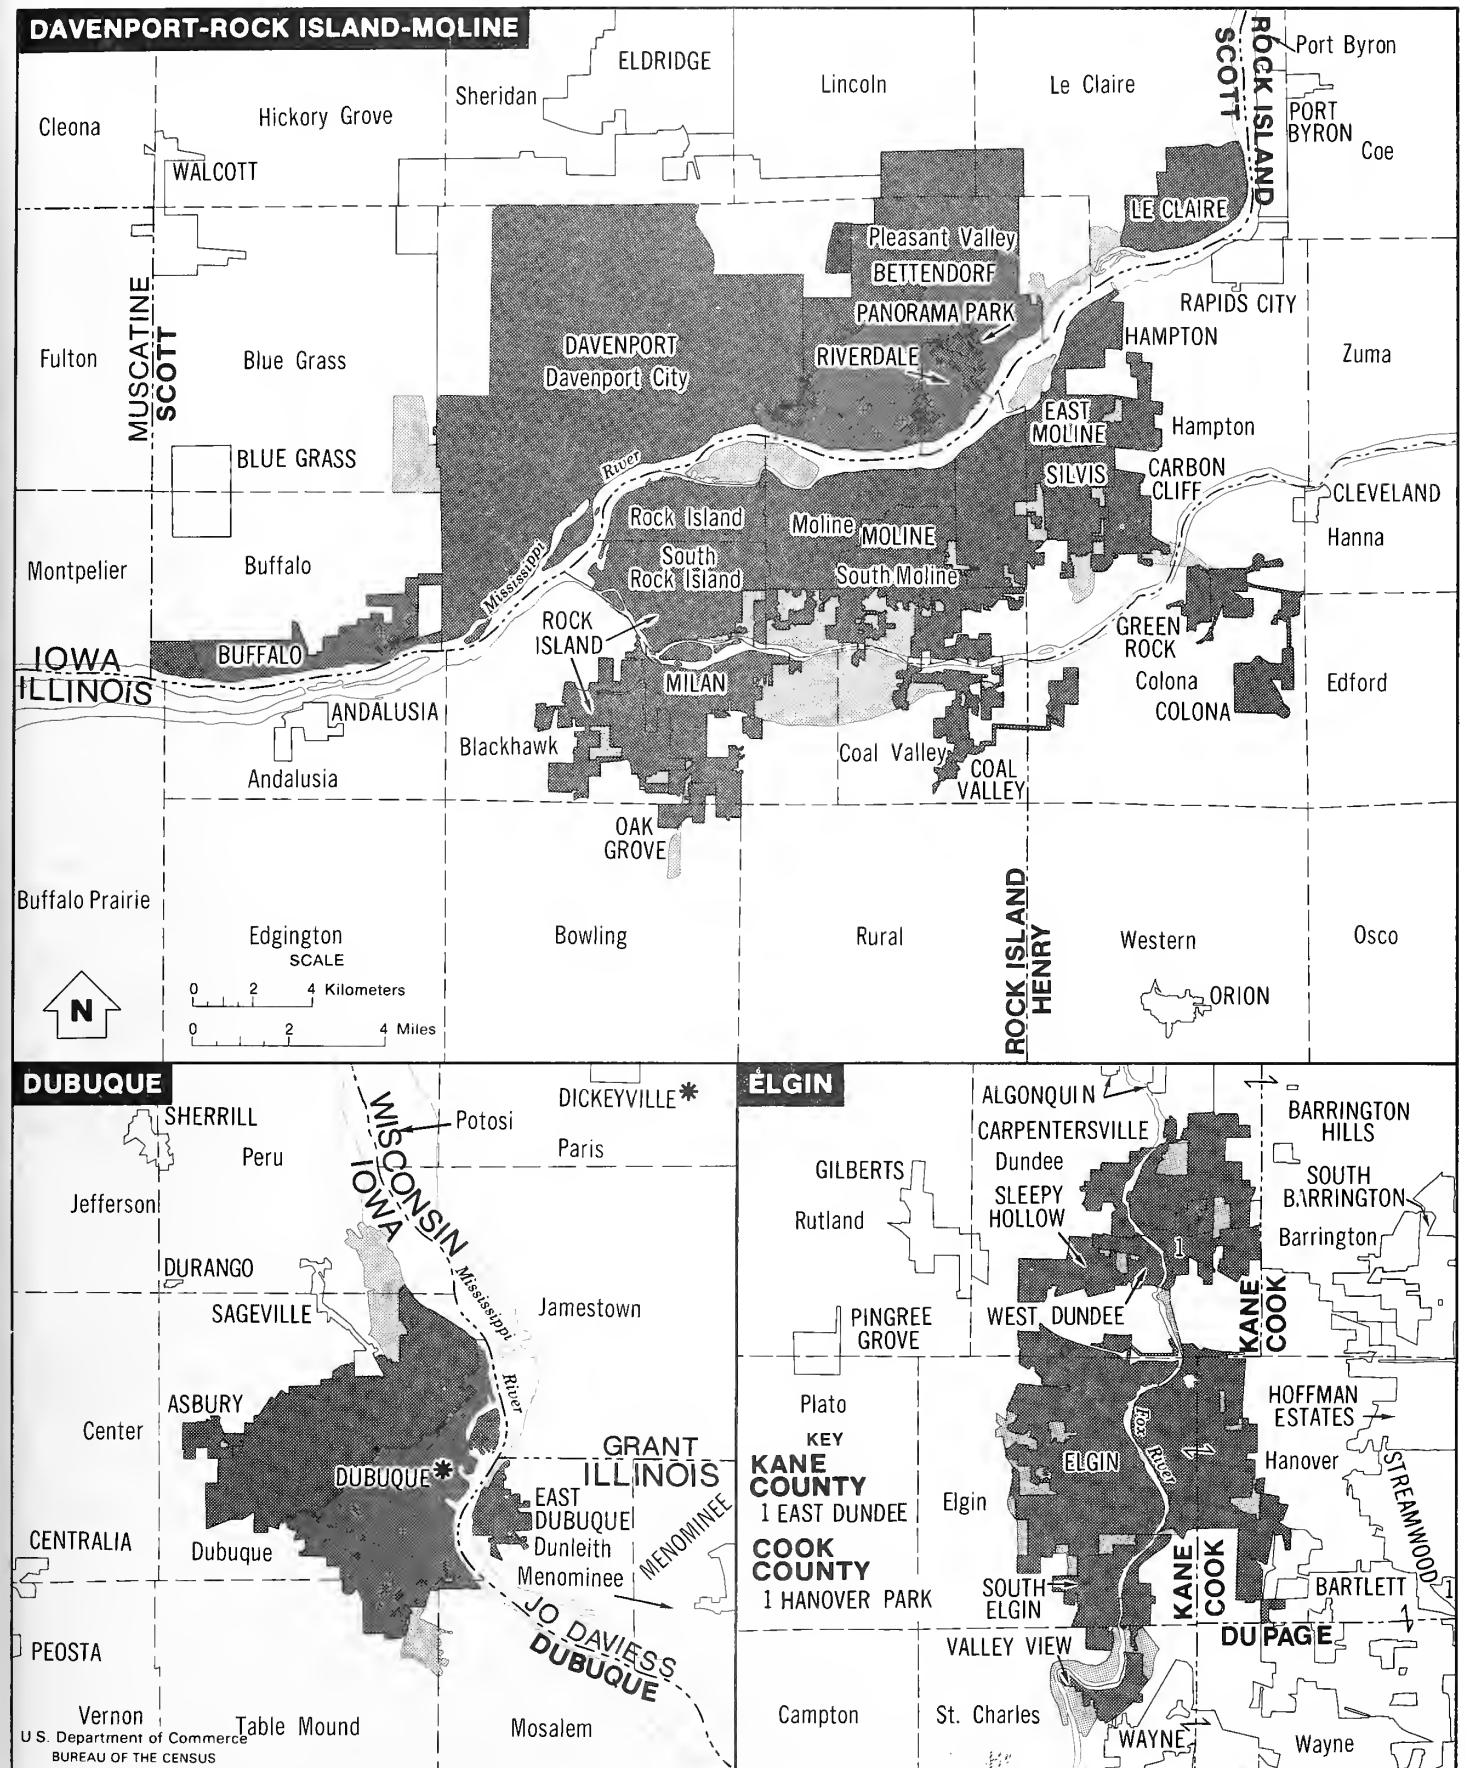 DAVENPORT-ROCK ISLAND-MOLINE
Cleona
Hickory Grove
WALCOTT
Sheridan
ELDRIDGE
Lincoln
Le Claire
SCOTT
ROCK ISLAND
Port Byron
PORT
BYRON
Coe
LE CLAIRE
Pleasant Valley
BETTENDORF
PANORAMA PARK
RIVERDALE
RAPIDS CITY
HAMPTON
Zuma
MUSCATINE
SCOTT
Fulton
Blue Grass
DAVENPORT
Davenport City
EAST
MOLINE
Hampton
BLUE GRASS
River
SILVIS
CARBON
CLIFF
CLEVELAND
Hanna
Rock Island
Moline
MOLINE
Montpelier
Buffalo
Mississippi
South
Rock Island
South Moline
ROCK
ISLAND
GREEN
ROCK
BUFFALO
IOWA
ILLINOIS
MILAN
Colona
COLONA
Edford
ANDALUSIA
Blackhawk
Coal Valley
COAL
VALLEY
Andalusia
OAK
GROVE
Buffalo Prairie
Edgington
Bowling
Rural
ROCK ISLAND
HENRY
Western
Osco
ORION
SCALE
0 2 4 Kilometers
0 2 4 Miles
N
DUBUQUE
SHERRILL
Peru
WISCONSIN
IOWA
Potosi
DICKEYVILLE *
Paris
Jefferson
DURANGO
SAGEVILLE
Mississippi
River
Jamestown
ASBURY
Center
GRANT
ILLINOIS
DUBUQUE *
EAST
DUBUQUE
Dunleith
Menominee
MENOMINEE
CENTRALIA
Dubuque
PEOSTA
JO DAVIESS
DUBUQUE
Vernon
Table Mound
Mosalem
U.S. Department of Commerce
BUREAU OF THE CENSUS
ELGIN
ALGONQUIN
CARPENTERSVILLE
Dundee
BARRINGTON
HILLS
GILBERTS
SLEEPY
HOLLOW
SOUTH
BARRINGTON
Rutland
Barrington
1
WEST DUNDEE
KANE
COOK
PINGREE
GROVE
Plato
HOFFMAN
ESTATES
KEY
KANE
COUNTY
1 EAST DUNDEE
COOK
COUNTY
1 HANOVER PARK
Fox River
ELGIN
Hanover
Elgin
STREAMWOOD
KANE
COOK
SOUTH
ELGIN
BARTLETT
1
DU PAGE
VALLEY VIEW
Campton
St. Charles
WAYNE
Wayne